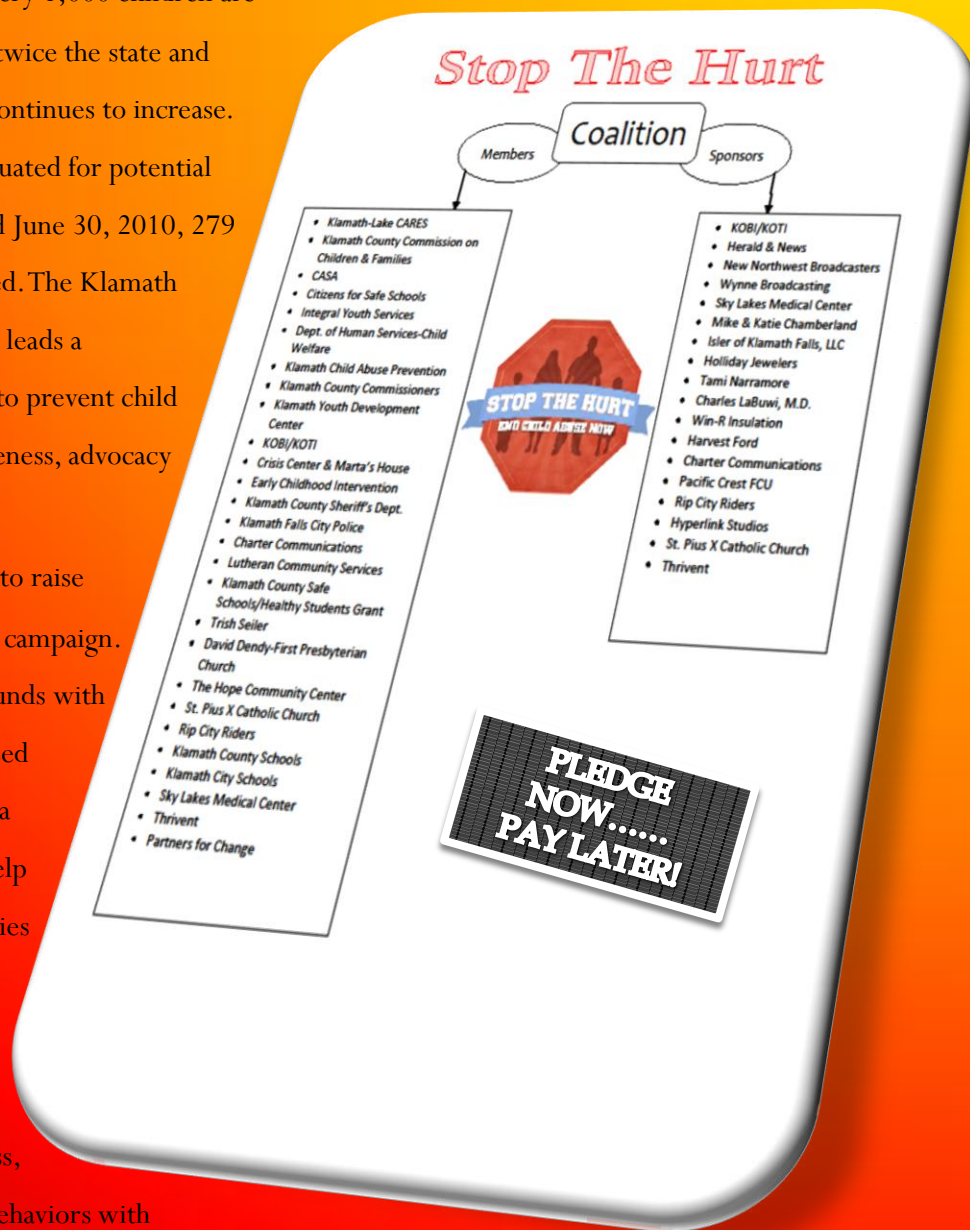 ery 1,000 children are
twice the state and
ontinues to increase.
uated for potential
d June 30, 2010, 279
ed. The Klamath
leads a
to prevent child
eness, advocacy
to raise
campaign.
unds with
ed
a
elp
ies
ss,
ehaviors with
Stop The Hurt
Coalition
Members
Sponsors
• Klamath-Lake CARES
• Klamath County Commission on
Children & Families
• CASA
• Citizens for Safe Schools
• Integral Youth Services
• Dept. of Human Services-Child
Welfare
• Klamath Child Abuse Prevention
• Klamath County Commissioners
• Klamath Youth Development
Center
• KOBI/KOTI
• Crisis Center & Marta's House
• Early Childhood Intervention
• Klamath County Sheriff's Dept.
• Klamath Falls City Police
• Charter Communications
• Lutheran Community Services
• Klamath County Safe
Schools/Healthy Students Grant
• Trish Seiler
• David Dendy-First Presbyterian
Church
• The Hope Community Center
• St. Pius X Catholic Church
• Rip City Riders
• Klamath County Schools
• Klamath City Schools
• Sky Lakes Medical Center
• Thrivent
• Partners for Change
STOP THE HURT
END CHILD ABUSE NOW
• KOBI/KOTI
• Herald & News
• New Northwest Broadcasters
• Wynne Broadcasting
• Sky Lakes Medical Center
• Mike & Katie Chamberland
• Isler of Klamath Falls, LLC
• Holliday Jewelers
• Tami Narramore
• Charles LaBuwi, M.D.
• Win-R Insulation
• Harvest Ford
• Charter Communications
• Pacific Crest FCU
• Rip City Riders
• Hyperlink Studios
• St. Pius X Catholic Church
• Thrivent
PLEDGE
NOW......
PAY LATER!